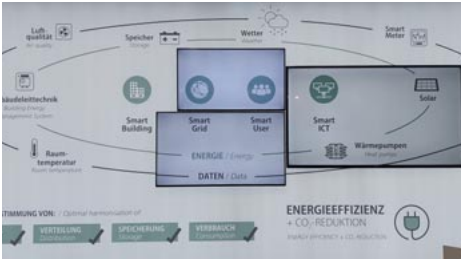 Luft-
qualität
Air quality
Speicher
Storage
Wetter
Weather
Smart
Meter
Building Energy
Management System
Smart
Building
Smart
Grid
Smart
User
Smart
ICT
Solar
Raum-
temperatur
Room temperature
ENERGIE / Energy
Wärmepumpen
Heat pumps
DATEN / Data
STIMMUNG VON: / Optimal harmonisation of
VERTEILUNG
Distribution
SPEICHERUNG
Storage
VERBRAUCH
Consumption
ENERGIEEFFIZIENZ
+ CO₂-REDUKTION
ENERGY EFFICIENCY + CO₂-REDUCTION